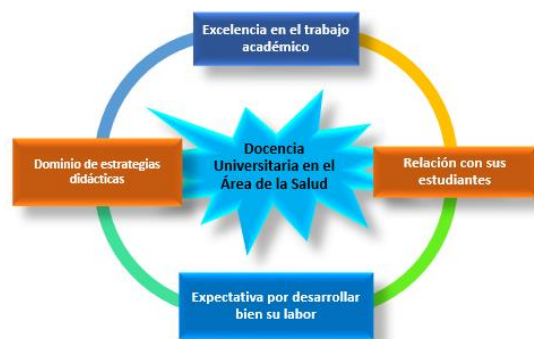 Excelencia en el trabajo
académico
Dominio de estrategias
didácticas
Docencia
Universitaria en el
Área de la Salud
Relación con sus
estudiantes
Expectativa por desarrollar
bien su labor